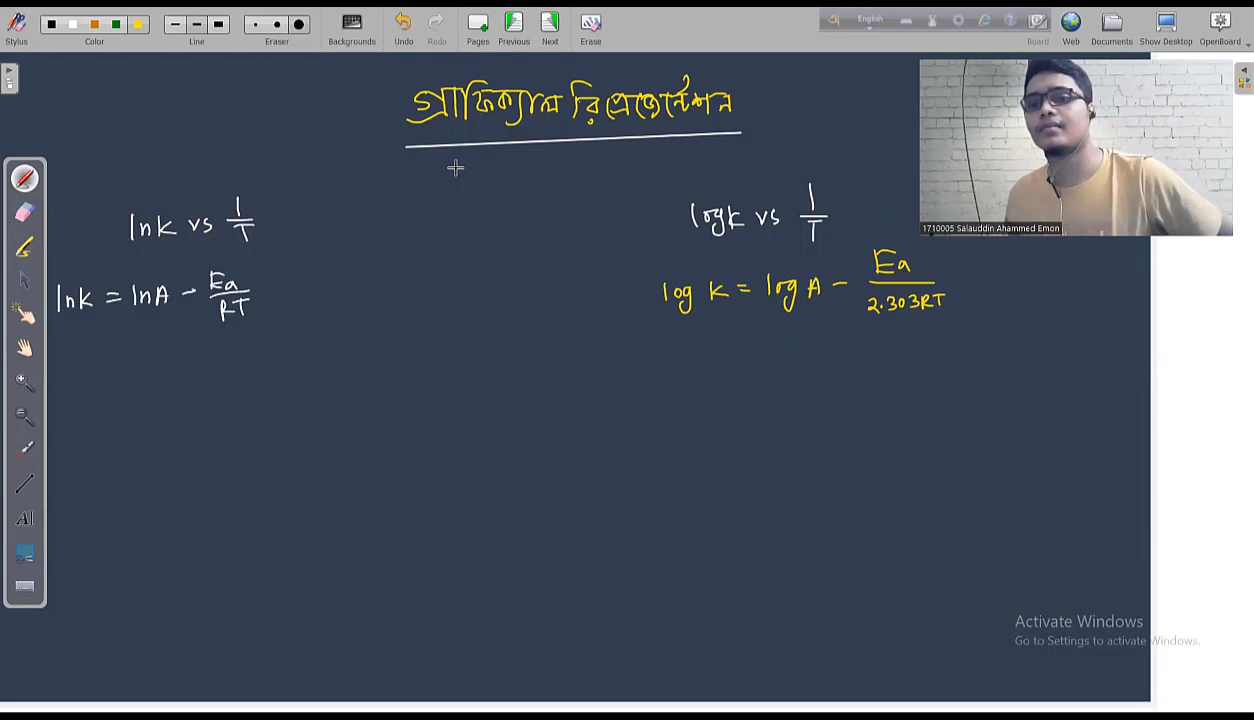 Stylus Color Line Eraser Backgrounds Undo Redo Pages Previous Next Erase English Board Web Documents Show Desktop OpenBoard
গ্রাফিক্যাল রিপ্রেজেন্টেশন
1710005 Salauddin Ahammed Emon
lnK vs 1/T
logK vs 1/T
lnK = lnA - Ea/RT
log K = log A - Ea/2.303RT
AI
Activate Windows
Go to Settings to activate Windows.